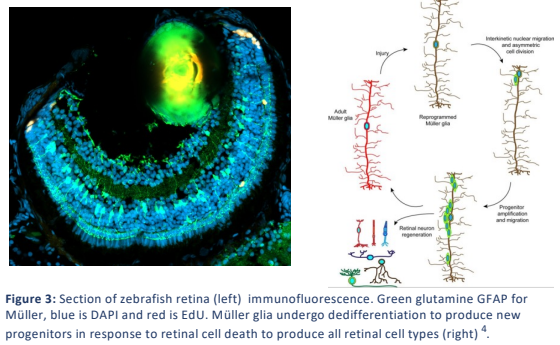 Injury
Interkinetic nuclear migration
and asymmetric
cell division
Adult
Müller glia
Reprogrammed
Müller glia
Progenitor
amplification
and migration
Retinal neuron
regeneration
Figure 3: Section of zebrafish retina (left) immunofluorescence. Green glutamine GFAP for
Müller, blue is DAPI and red is EdU. Müller glia undergo dedifferentiation to produce new
progenitors in response to retinal cell death to produce all retinal cell types (right) 4.